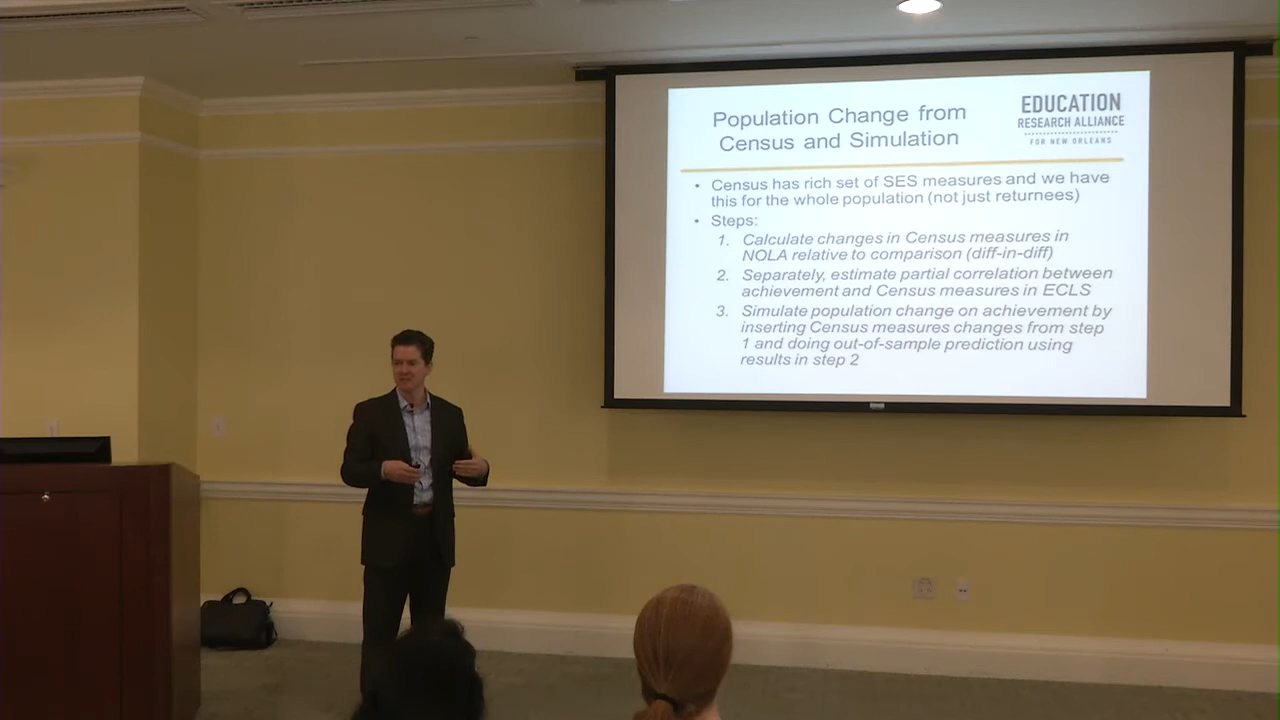 Population Change from
Census and Simulation
EDUCATION
RESEARCH ALLIANCE
FOR NEW ORLEANS
• Census has rich set of SES measures and we have
this for the whole population (not just returnees)
• Steps:
1. Calculate changes in Census measures in
NOLA relative to comparison (diff-in-diff)
2. Separately, estimate partial correlation between
achievement and Census measures in ECLS
3. Simulate population change on achievement by
inserting Census measures changes from step
1 and doing out-of-sample prediction using
results in step 2